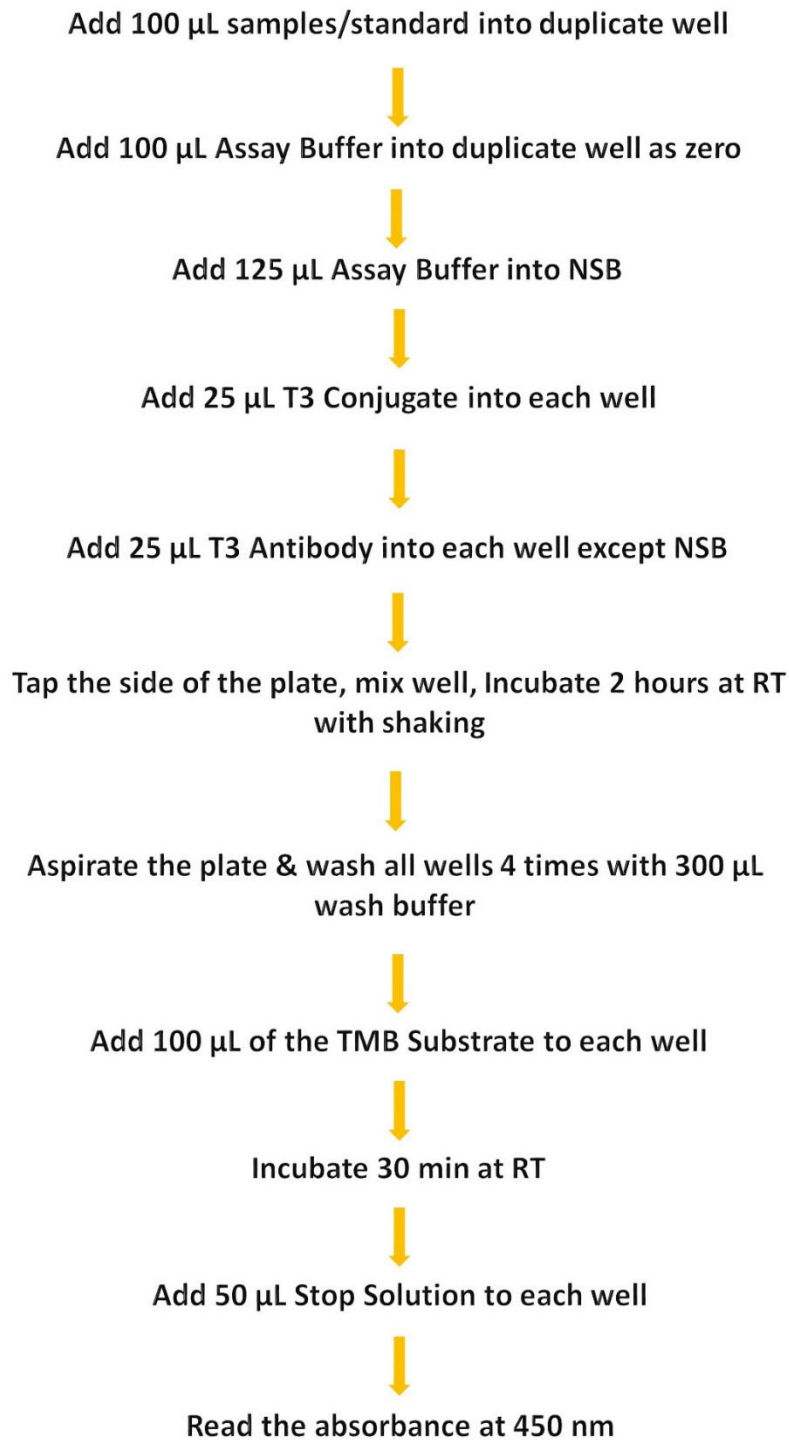 Add 100 µL samples/standard into duplicate well
Add 100 µL Assay Buffer into duplicate well as zero
Add 125 µL Assay Buffer into NSB
Add 25 µL T3 Conjugate into each well
Add 25 µL T3 Antibody into each well except NSB
Tap the side of the plate, mix well, Incubate 2 hours at RT
with shaking
Aspirate the plate & wash all wells 4 times with 300 µL
wash buffer
Add 100 µL of the TMB Substrate to each well
Incubate 30 min at RT
Add 50 µL Stop Solution to each well
Read the absorbance at 450 nm